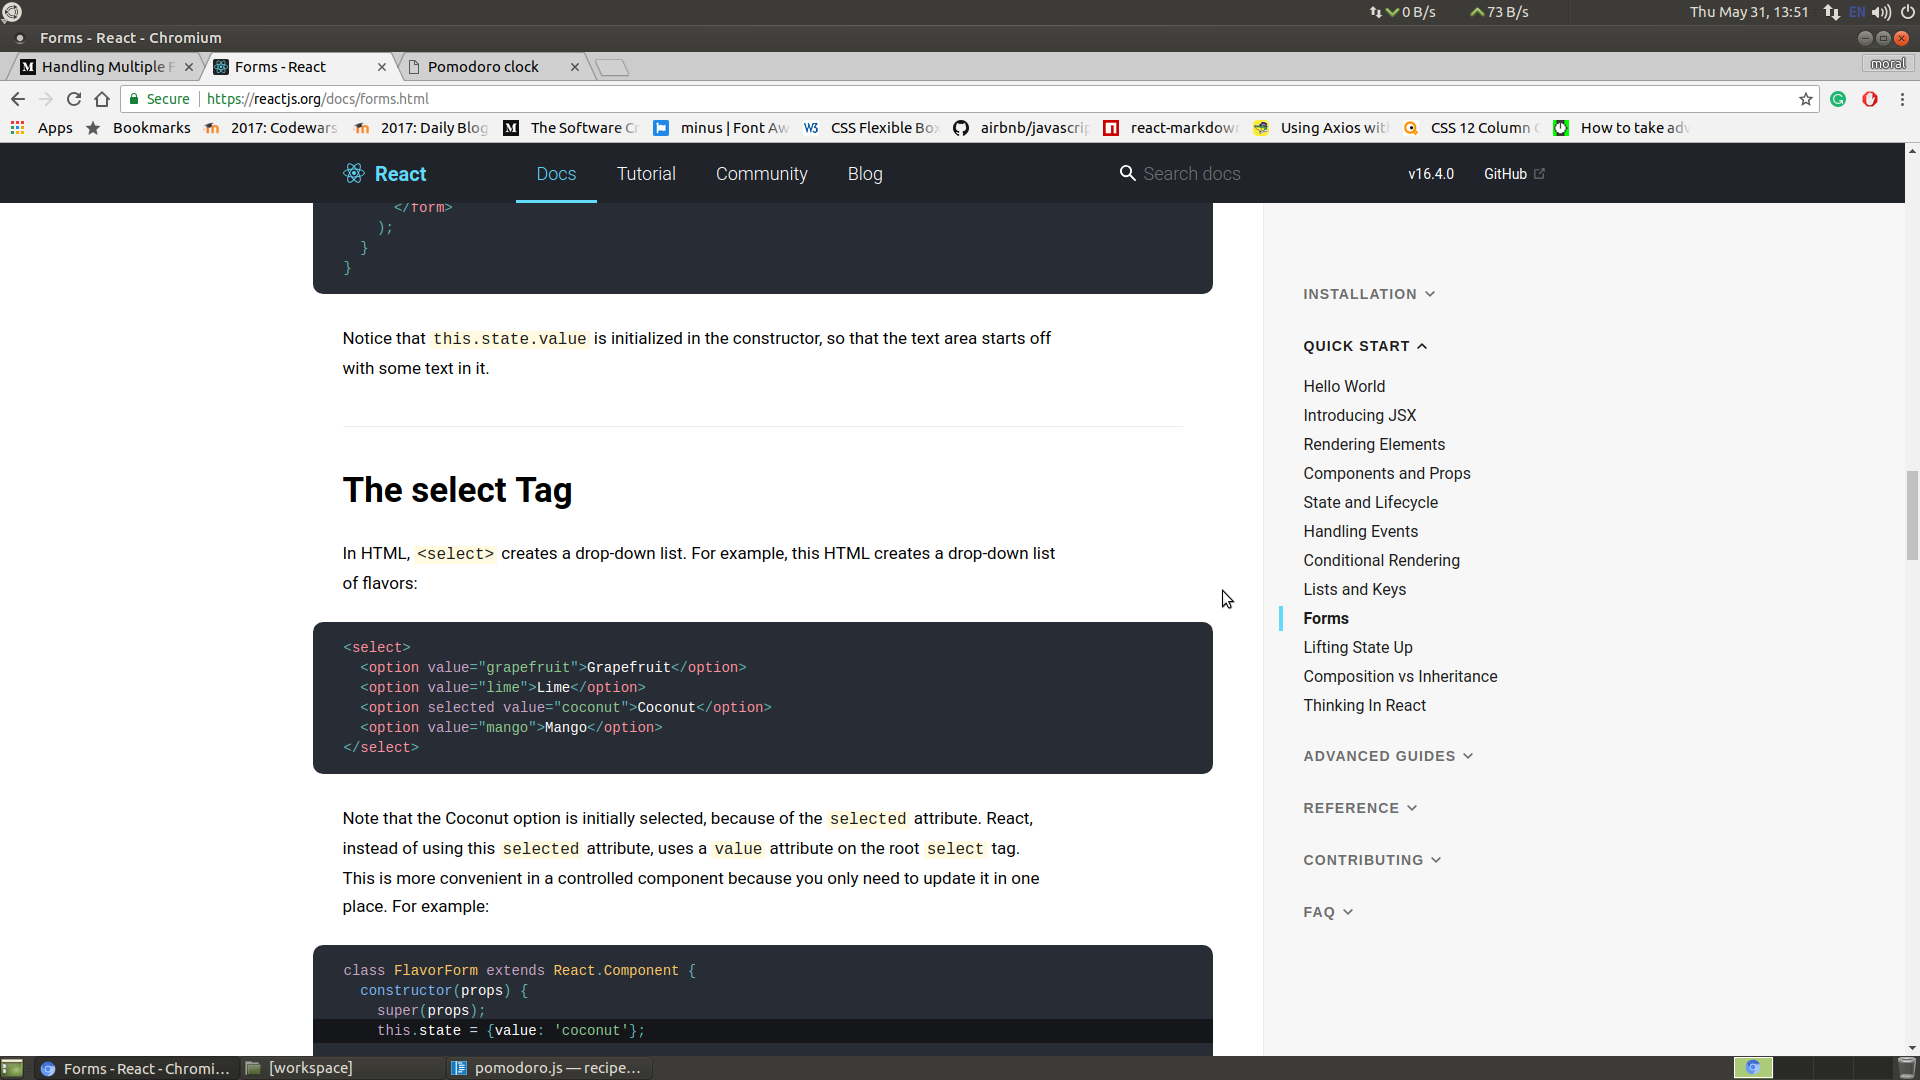 0 B/s
73 B/s
Thu May 31, 13:51
EN
Forms - React - Chromium
Handling Multiple F
Forms - React
Pomodoro clock
moral
Secure
https://reactjs.org/docs/forms.html
Apps
Bookmarks
2017: Codewars
2017: Daily Blog
The Software Cr
minus | Font Aw
CSS Flexible Box
airbnb/javascrip
react-markdown
Using Axios wit
CSS 12 Column
How to take adv
React
Docs
Tutorial
Community
Blog
Search docs
v16.4.0
GitHub
</form>
);
}
}
Notice that this.state.value is initialized in the constructor, so that the text area starts off
with some text in it.
The select Tag
In HTML, <select> creates a drop-down list. For example, this HTML creates a drop-down list
of flavors:
<select>
<option value="grapefruit">Grapefruit</option>
<option value="lime">Lime</option>
<option selected value="coconut">Coconut</option>
<option value="mango">Mango</option>
</select>
Note that the Coconut option is initially selected, because of the selected attribute. React,
instead of using this selected attribute, uses a value attribute on the root select tag.
This is more convenient in a controlled component because you only need to update it in one
place. For example:
class FlavorForm extends React.Component {
constructor(props) {
super(props);
this.state = {value: 'coconut'};
INSTALLATION
QUICK START
Hello World
Introducing JSX
Rendering Elements
Components and Props
State and Lifecycle
Handling Events
Conditional Rendering
Lists and Keys
Forms
Lifting State Up
Composition vs Inheritance
Thinking In React
ADVANCED GUIDES
REFERENCE
CONTRIBUTING
FAQ
Forms - React - Chromi...
[workspace]
pomodoro.js — recipe...